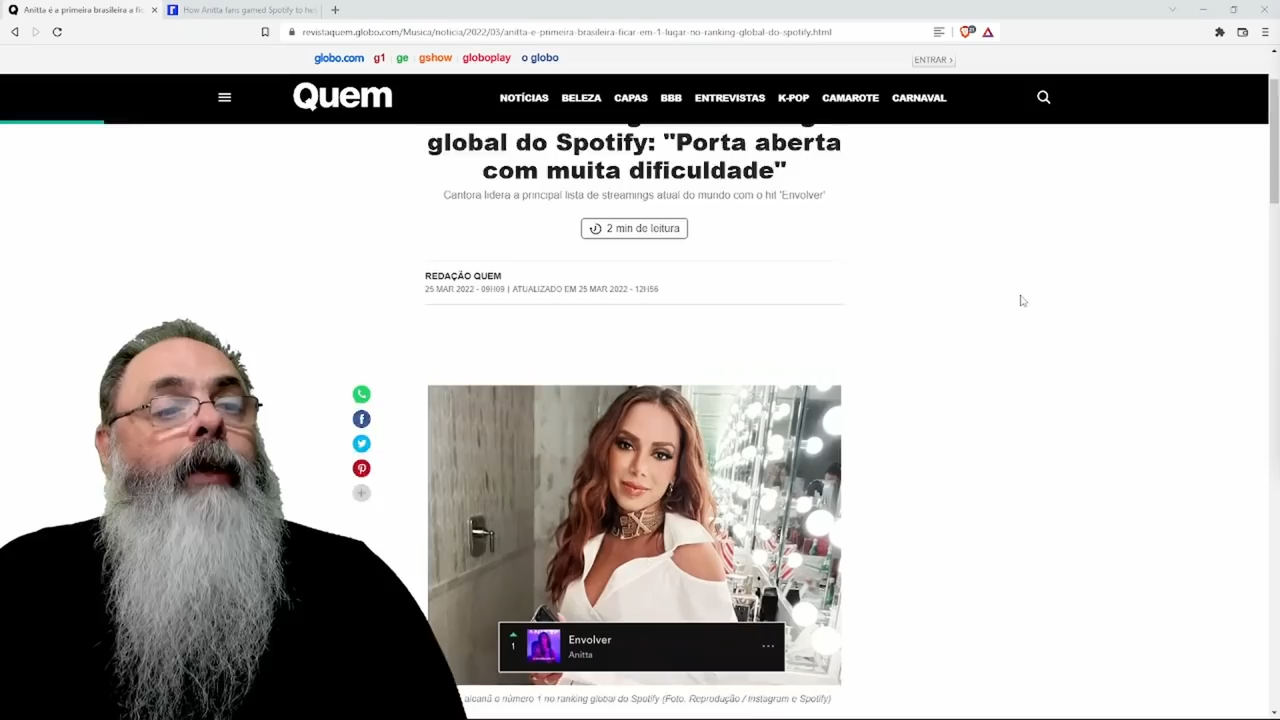 Anitta é a primeira brasileira a fic
How Anitta fans gamed Spotify to hel
revistaquem.globo.com/Musica/noticia/2022/03/anitta-e-primeira-brasileira-ficar-em-1-lugar-no-ranking-global-do-spotify.html
globo.com g1 ge gshow globoplay o globo
ENTRAR
Quem
NOTÍCIAS BELEZA CAPAS BBB ENTREVISTAS K-POP CAMAROTE CARNAVAL
global do Spotify: "Porta aberta
com muita dificuldade"
Cantora lidera a principal lista de streamings atual do mundo com o hit 'Envolver'
2 min de leitura
REDAÇÃO QUEM
25 MAR 2022 - 09H09 | ATUALIZADO EM 25 MAR 2022 - 12H56
1
Envolver
Anitta
o número 1 no ranking global do Spotify (Foto: Reprodução / Instagram e Spotify)